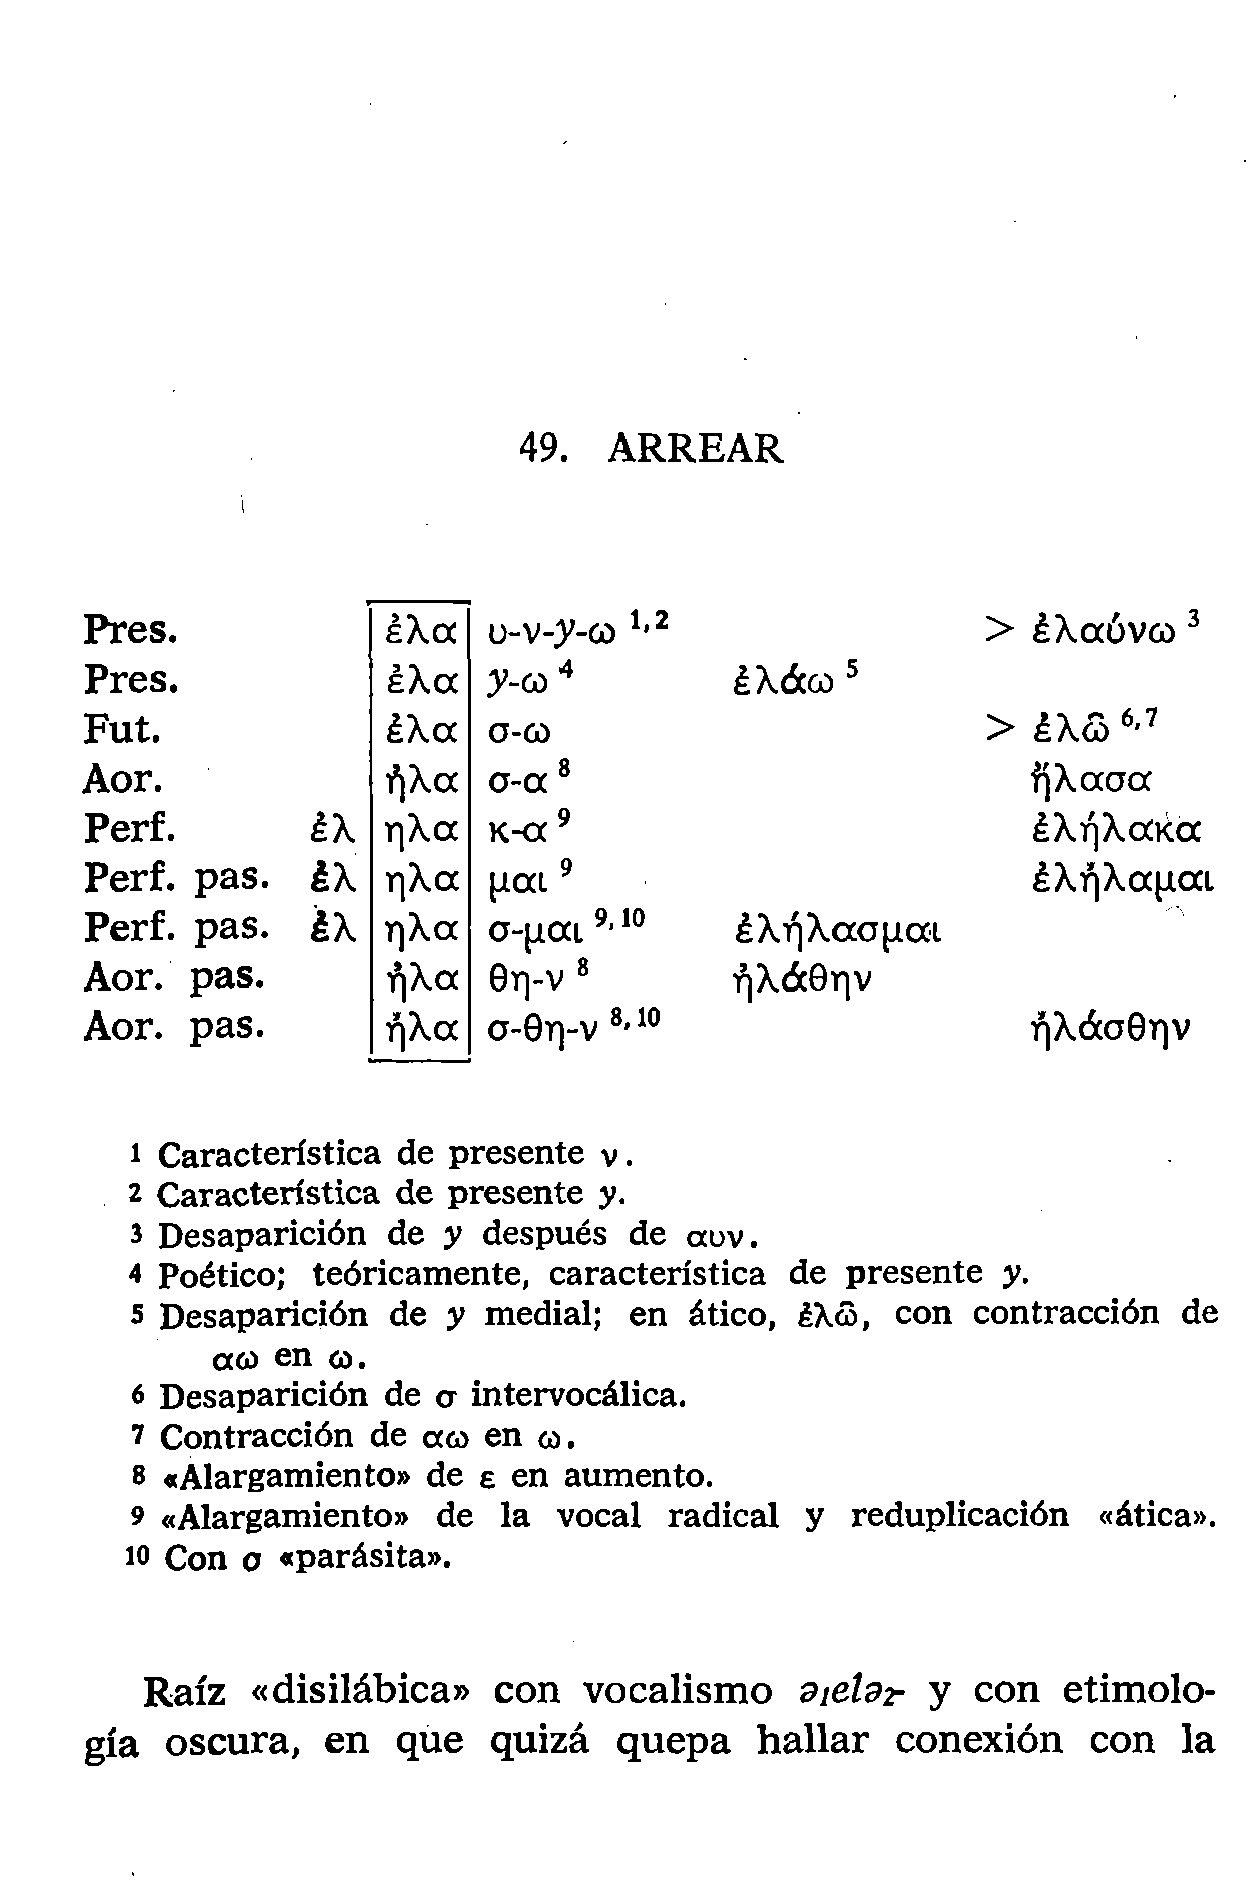 49. ARREAR
Pres. ἐλα υ-ν-y-ω 1,2 > ἐλαύνω 3
Pres. ἐλα y-ω 4 ἐλάω 5
Fut. ἐλα σ-ω > ἐλῶ 6,7
Aor. ἠλα σ-α 8 ἤλασα
Perf. ἐλ ηλα κ-α 9 ἐλήλακα
Perf. pas. ἐλ ηλα μαι 9 ἐλήλαμαι
Perf. pas. ἐλ ηλα σ-μαι 9,10 ἐλήλασμαι
Aor. pas. ἠλα θη-ν 8 ἠλάθην
Aor. pas. ἠλα σ-θη-ν 8,10 ἠλάσθην
1 Característica de presente ν.
2 Característica de presente y.
3 Desaparición de y después de αυν.
4 Poético; teóricamente, característica de presente y.
5 Desaparición de y medial; en ático, ἐλῶ, con contracción de
αω en ω.
6 Desaparición de σ intervocálica.
7 Contracción de αω en ω.
8 «Alargamiento» de ε en aumento.
9 «Alargamiento» de la vocal radical y reduplicación «ática».
10 Con σ «parásita».
Raíz «disilábica» con vocalismo ə₁elə₂- y con etimolo-
gía oscura, en que quizá quepa hallar conexión con la